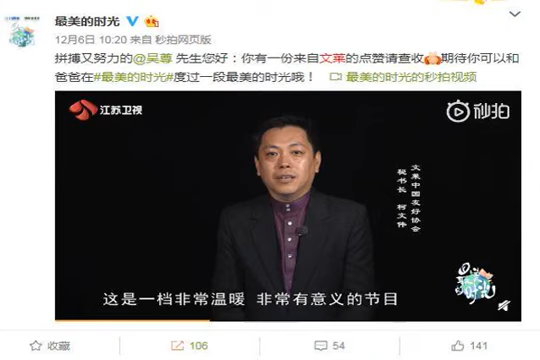 最美的时光
12月6日 10:20 来自 秒拍网页版
拼搏又努力的@吴尊 先生您好：你有一份来自文莱的点赞请查收 期待你可以和
爸爸在#最美的时光#度过一段最美的时光哦！ 最美的时光的秒拍视频
江苏卫视
秒拍
文莱中国友好协会
秘书长 柯文伟
最美的时光
这是一档非常温暖 非常有意义的节目
收藏
106
54
141